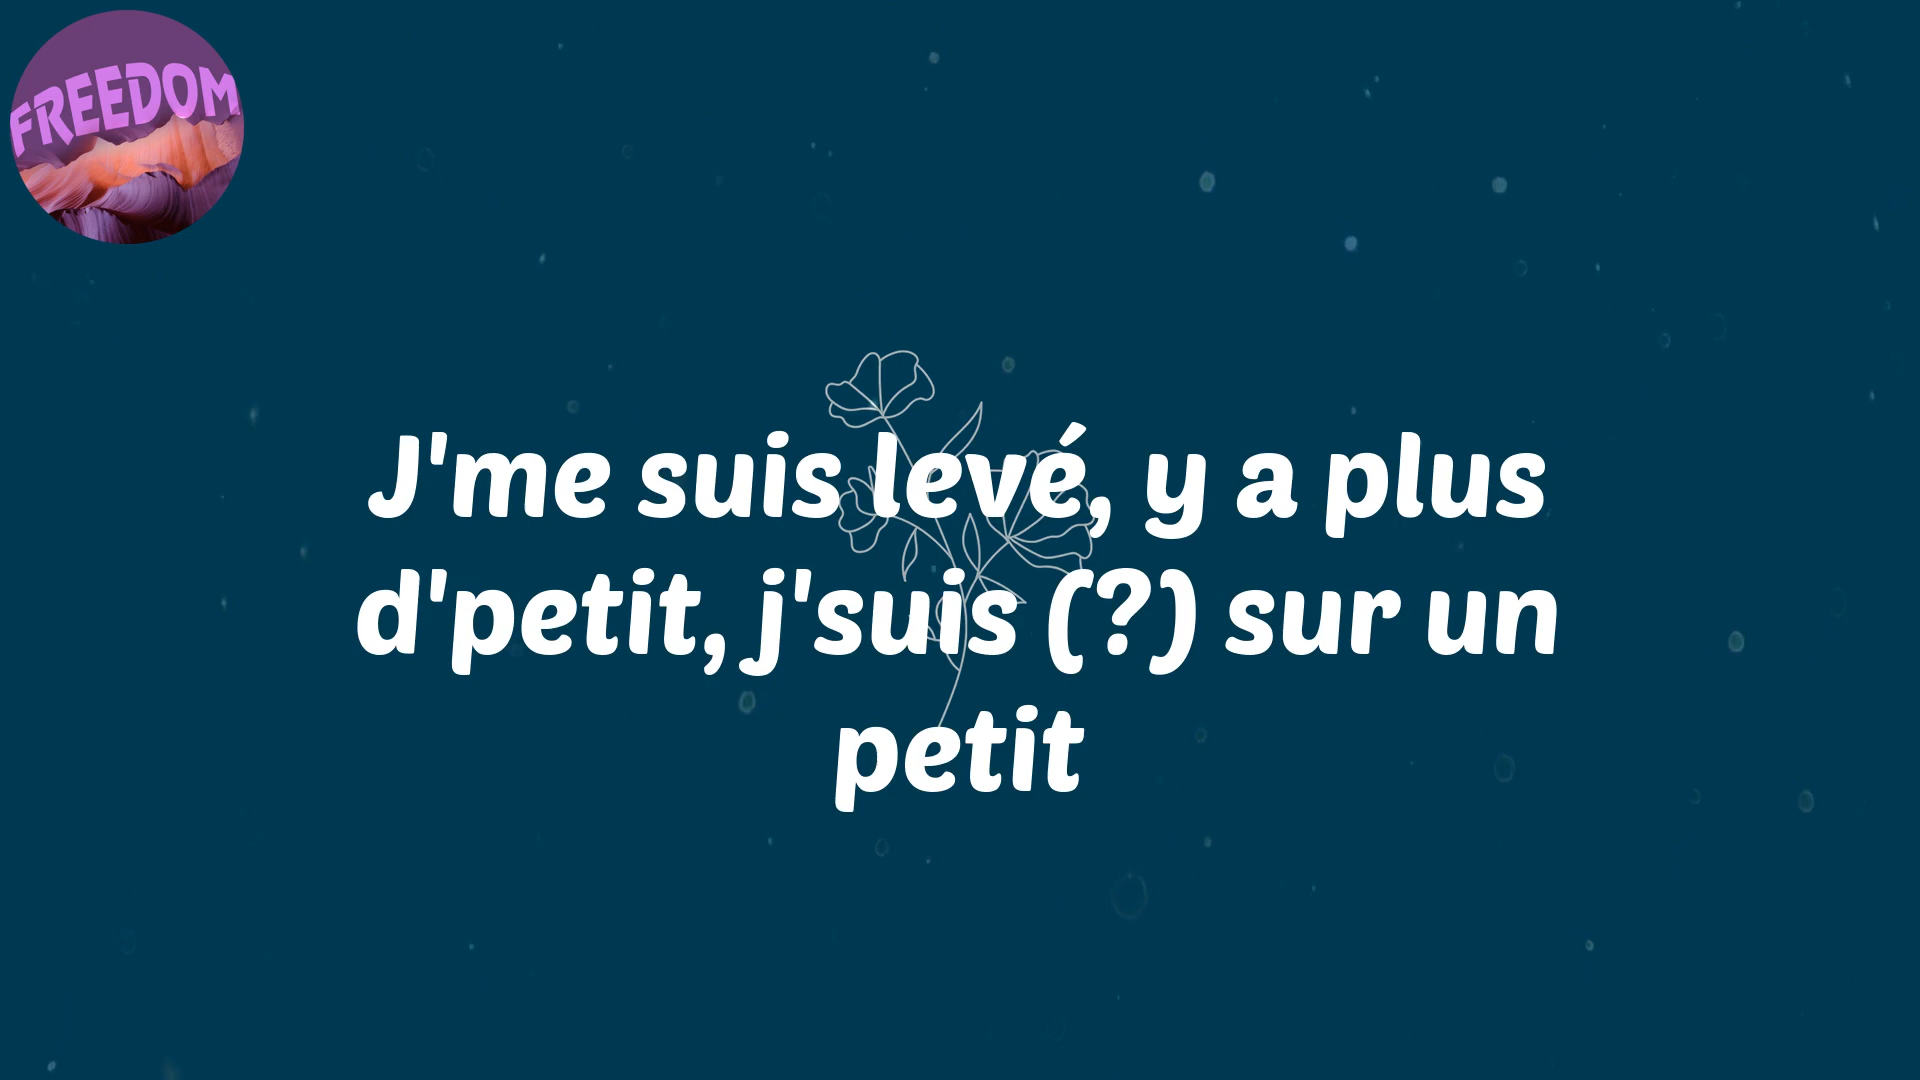 FREEDOM
J'me suis levé, y a plus
d'petit, j'suis (?) sur un
petit